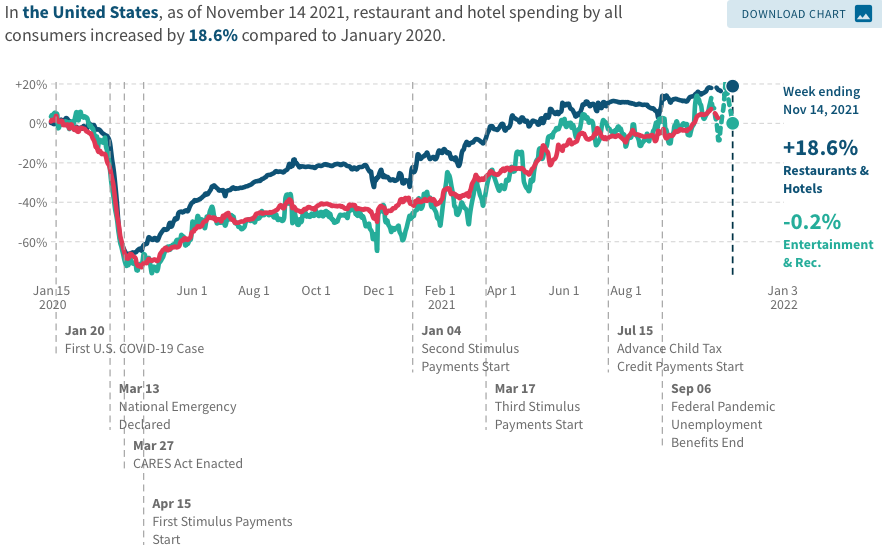 In the United States, as of November 14 2021, restaurant and hotel spending by all
consumers increased by 18.6% compared to January 2020.
DOWNLOAD CHART
+20%
0%
-20%
-40%
-60%
Week ending
Nov 14, 2021
+18.6%
Restaurants &
Hotels
-0.2%
Entertainment
& Rec.
Jan 15
2020
Jun 1
Aug 1
Oct 1
Dec 1
Feb 1
2021
Apr 1
Jun 1
Aug 1
Jan 3
2022
Jan 20
First U.S. COVID-19 Case
Jan 04
Second Stimulus
Payments Start
Jul 15
Advance Child Tax
Credit Payments Start
Mar 13
National Emergency
Declared
Mar 17
Third Stimulus
Payments Start
Sep 06
Federal Pandemic
Unemployment
Benefits End
Mar 27
CARES Act Enacted
Apr 15
First Stimulus Payments
Start